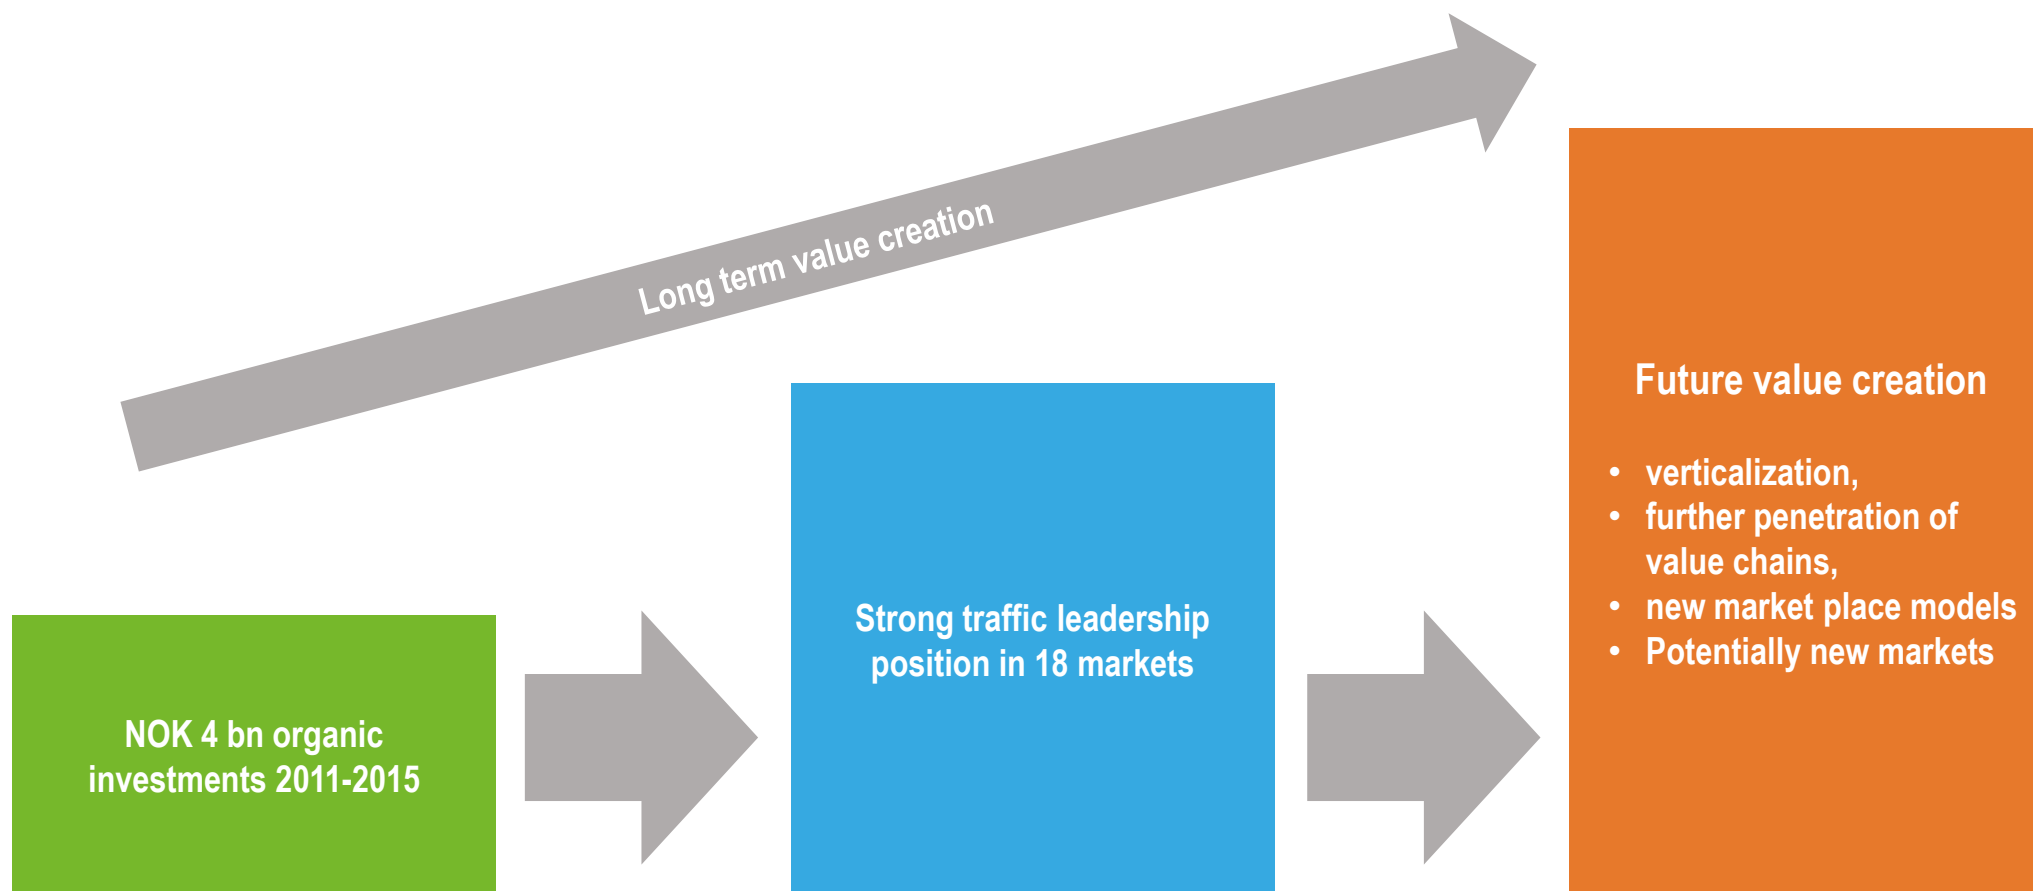 Long term value creation
NOK 4 bn organic
investments 2011-2015
Strong traffic leadership
position in 18 markets
Future value creation
• verticalization,
• further penetration of
value chains,
• new market place models
• Potentially new markets